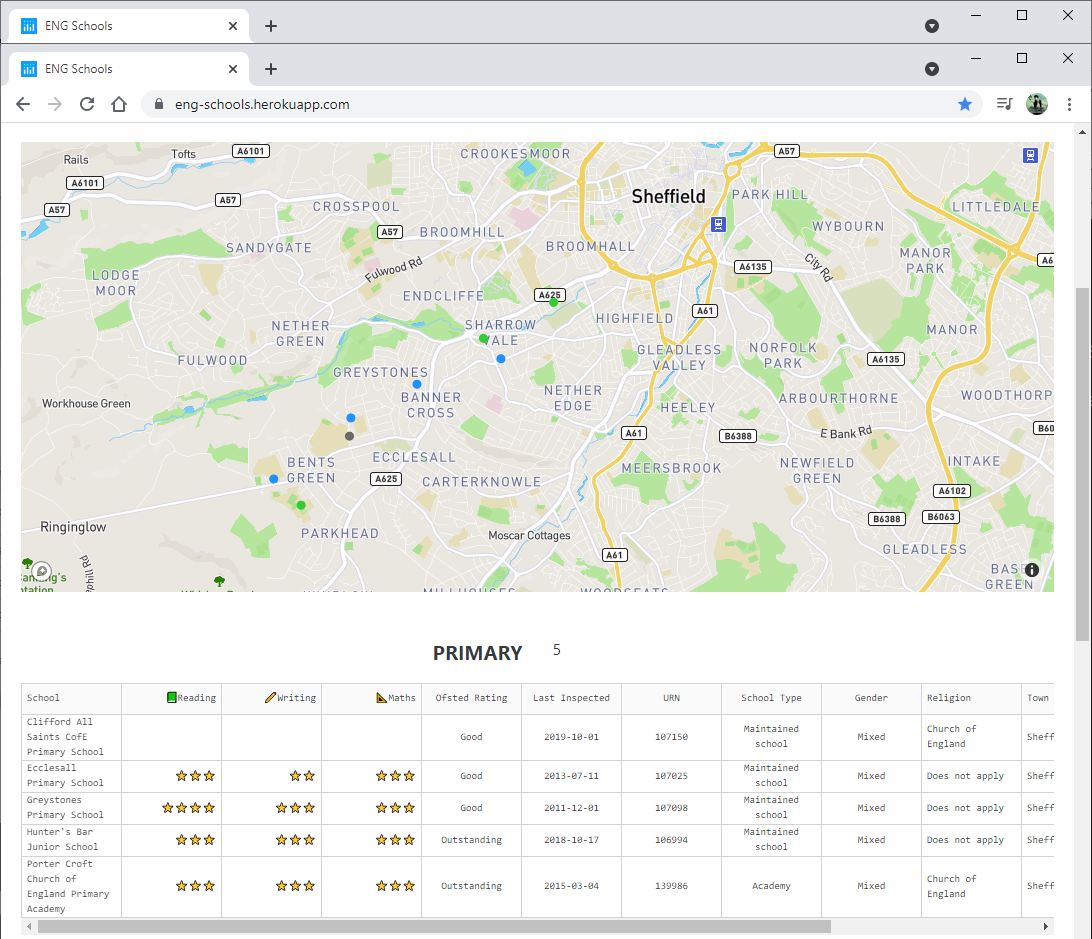 ENG Schools
ENG Schools
eng-schools.herokuapp.com
Rails
Tofts
A6101
CROOKESMOOR
A57
A6101
A57
A57
CROSSPOOL
Sheffield
PARK HILL
LITTLEDALE
A57
BROOMHILL
WYBOURN
SANDYGATE
BROOMHALL
MANOR
PARK
Fulwood Rd
A6135
City Rd
A6
LODGE
MOOR
ENDCLIFFE
A625
A61
NETHER
GREEN
SHARROW
VALE
HIGHFIELD
MANOR
FULWOOD
GLEADLESS
VALLEY
NORFOLK
PARK
A6135
GREYSTONES
Workhouse Green
BANNER
CROSS
NETHER
EDGE
HEELEY
ARBOURTHORNE
WOODTHORP
A61
B6388
E Bank Rd
B60
ECCLESALL
BENTS
GREEN
A625
CARTERKNOWLE
MEERSBROOK
NEWFIELD
GREEN
INTAKE
A6102
Ringinglow
PARKHEAD
Moscar Cottages
B6388
B6063
A61
GLEADLESS
BASE
GREEN
PRIMARY 5
School Reading Writing Maths Ofsted Rating Last Inspected URN School Type Gender Religion Town
Clifford All
Saints CofE
Primary School
Good 2019-10-01 107150 Maintained
school
Mixed Church of
England
Sheff
Ecclesall
Primary School
Good 2013-07-11 107025 Maintained
school
Mixed Does not apply Sheff
Greystones
Primary School
Good 2011-12-01 107098 Maintained
school
Mixed Does not apply Sheff
Hunter's Bar
Junior School
Outstanding 2018-10-17 106994 Maintained
school
Mixed Does not apply Sheff
Porter Croft
Church of
England Primary
Academy
Outstanding 2015-03-04 139986 Academy Mixed Church of
England
Sheff